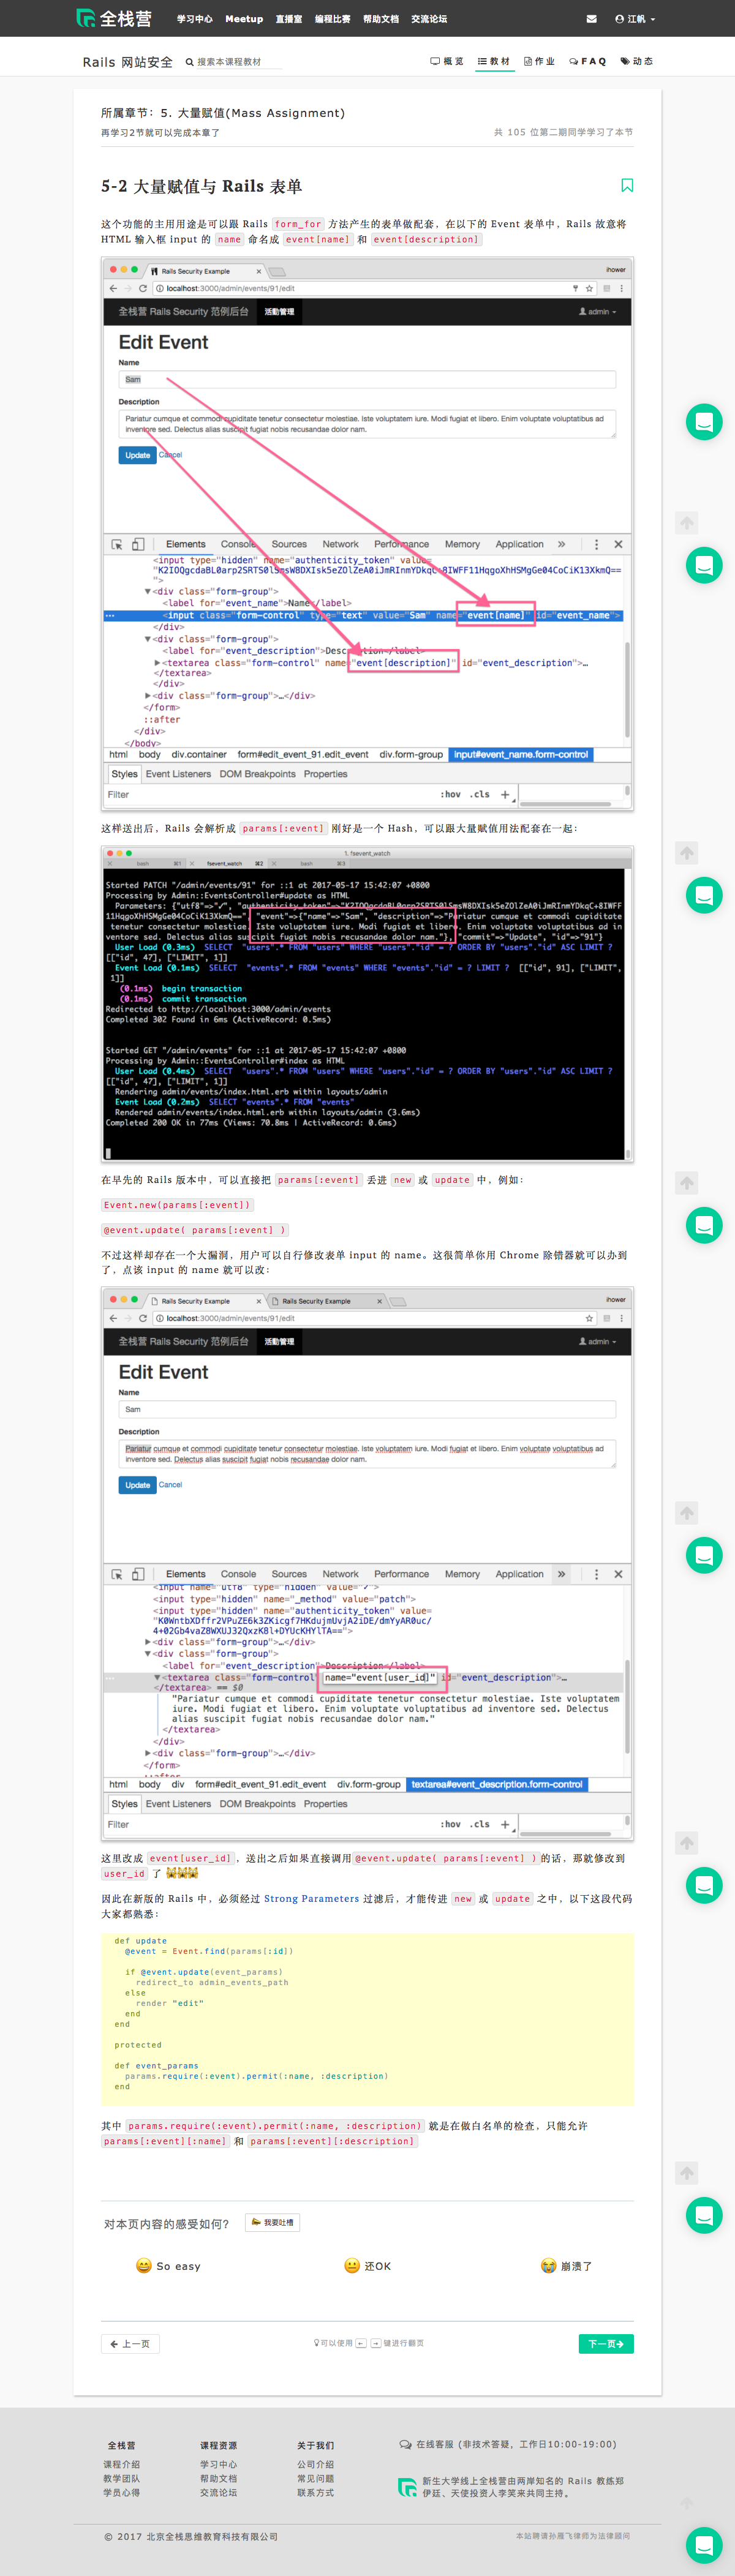 全栈营 学习中心 Meetup 直播室 编程比赛 帮助文档 交流论坛 江帆
Rails 网站安全 搜索本课程教材 概览 教材 作业 FAQ 动态
所属章节：5. 大量赋值(Mass Assignment)
再学习2节就可以完成本章了 共 105 位第二期同学学习了本节
5-2 大量赋值与 Rails 表单
这个功能的主用用途是可以跟 Rails form_for 方法产生的表单做配套，在以下的 Event 表单中，Rails 故意将
HTML 输入框 input 的 name 命名成 event[name] 和 event[description]
Rails Security Example ihower
localhost:3000/admin/events/91/edit
全栈营 Rails Security 范例后台 活動管理 admin
Edit Event
Name
Sam
Description
Pariatur cumque et commodi cupiditate tenetur consectetur molestiae. Iste voluptatem iure. Modi fugiat et libero. Enim voluptate voluptatibus ad
inventore sed. Delectus alias suscipit fugiat nobis recusandae dolor nam.
Update Cancel
Elements Console Sources Network Performance Memory Application »
<input type="hidden" name="authenticity_token" value=
">
▼<div class="form-group">
<label for="event_name">Name</label>
<input class="form-control" type="text" value="Sam" name="event[name]" id="event_name">
</div>
▼<div class="form-group">
<label for="event_description">Description</label>
▶<textarea class="form-control" name="event[description]" id="event_description">…
</textarea>
</div>
▶<div class="form-group">…</div>
</form>
::after
</div>
</body>
html body div.container form#edit_event_91.edit_event div.form-group input#event_name.form-control
Styles Event Listeners DOM Breakpoints Properties
Filter :hov .cls +
这样送出后，Rails 会解析成 params[:event] 刚好是一个 Hash，可以跟大量赋值用法配套在一起：
1. fsevent_watch
bash ⌘1 fsevent_watch ⌘2 bash ⌘3
Started PATCH "/admin/events/91" for ::1 at 2017-05-17 15:42:07 +0800
Processing by Admin::EventsController#update as HTML
Parameters: {"utf8"=>"✓", "authenticity_token"=>
"event"=>{"name"=>"Sam", "description"=>"Pariatur cumque et commodi cupiditate
tenetur consectetur molestiae. Iste voluptatem iure. Modi fugiat et libero. Enim voluptate voluptatibus ad in
ventore sed. Delectus alias suscipit fugiat nobis recusandae dolor nam."}, "commit"=>"Update", "id"=>"91"}
User Load (0.3ms) SELECT "users".* FROM "users" WHERE "users"."id" = ? ORDER BY "users"."id" ASC LIMIT ?
[["id", 47], ["LIMIT", 1]]
Event Load (0.1ms) SELECT "events".* FROM "events" WHERE "events"."id" = ? LIMIT ? [["id", 91], ["LIMIT",
1]]
(0.1ms) begin transaction
(0.1ms) commit transaction
Redirected to http://localhost:3000/admin/events
Completed 302 Found in 6ms (ActiveRecord: 0.5ms)
Started GET "/admin/events" for ::1 at 2017-05-17 15:42:07 +0800
Processing by Admin::EventsController#index as HTML
User Load (0.4ms) SELECT "users".* FROM "users" WHERE "users"."id" = ? ORDER BY "users"."id" ASC LIMIT ?
[["id", 47], ["LIMIT", 1]]
Rendering admin/events/index.html.erb within layouts/admin
Event Load (0.2ms) SELECT "events".* FROM "events"
Rendered admin/events/index.html.erb within layouts/admin (3.6ms)
Completed 200 OK in 77ms (Views: 70.8ms | ActiveRecord: 0.6ms)
在早先的 Rails 版本中，可以直接把 params[:event] 丢进 new 或 update 中，例如：
Event.new(params[:event])
@event.update( params[:event] )
不过这样却存在一个大漏洞，用户可以自行修改表单 input 的 name。这很简单你用 Chrome 除错器就可以办到
了，点该 input 的 name 就可以改：
Rails Security Example Rails Security Example ihower
localhost:3000/admin/events/91/edit
全栈营 Rails Security 范例后台 活動管理 admin
Edit Event
Name
Sam
Description
Pariatur cumque et commodi cupiditate tenetur consectetur molestiae. Iste voluptatem iure. Modi fugiat et libero. Enim voluptate voluptatibus ad
inventore sed. Delectus alias suscipit fugiat nobis recusandae dolor nam.
Update Cancel
Elements Console Sources Network Performance Memory Application »
<input name="utf8" type="hidden" value="✓">
<input type="hidden" name="_method" value="patch">
<input type="hidden" name="authenticity_token" value=
▶<div class="form-group">…</div>
▼<div class="form-group">
<label for="event_description">Description</label>
▼<textarea class="form-control" name="event[user_id]" id="event_description">…
</textarea> == $0
"Pariatur cumque et commodi cupiditate tenetur consectetur molestiae. Iste voluptatem
iure. Modi fugiat et libero. Enim voluptate voluptatibus ad inventore sed. Delectus
alias suscipit fugiat nobis recusandae dolor nam."
</textarea>
</div>
▶<div class="form-group">…</div>
</form>
::after
html body div form#edit_event_91.edit_event div.form-group textarea#event_description.form-control
Styles Event Listeners DOM Breakpoints Properties
Filter :hov .cls +
这里改成 event[user_id]，送出之后如果直接调用 @event.update( params[:event] ) 的话，那就修改到
user_id 了 😹😹😹
因此在新版的 Rails 中，必须经过 Strong Parameters 过滤后，才能传进 new 或 update 之中，以下这段代码
大家都熟悉：
def update
@event = Event.find(params[:id])
if @event.update(event_params)
redirect_to admin_events_path
else
render "edit"
end
end
protected
def event_params
params.require(:event).permit(:name, :description)
end
其中 params.require(:event).permit(:name, :description) 就是在做白名单的检查，只能允许
params[:event][:name] 和 params[:event][:description]
对本页内容的感受如何？ 我要吐槽
So easy 还OK 崩溃了
← 上一页 可以使用 ← → 键进行翻页 下一页→
全栈营 课程资源 关于我们 在线客服 (非技术答疑，工作日10:00-19:00)
课程介绍 学习中心 公司介绍
教学团队 帮助文档 常见问题 新生大学线上全栈营由两岸知名的 Rails 教练郑
学员心得 交流论坛 联系方式 伊廷、天使投资人李笑来共同主持。
© 2017 北京全栈思维教育科技有限公司 本站聘请孙雁飞律师为法律顾问